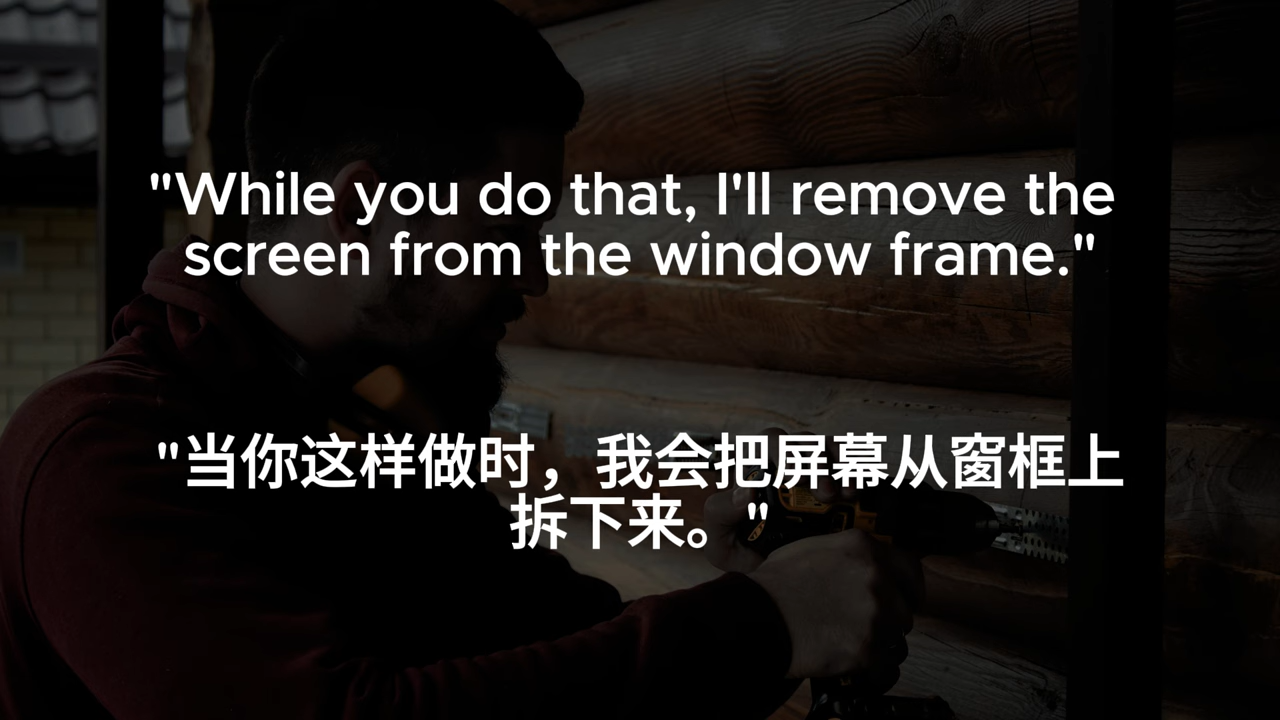 "While you do that, I'll remove the
screen from the window frame."
"当你这样做时，我会把屏幕从窗框上
拆下来。"